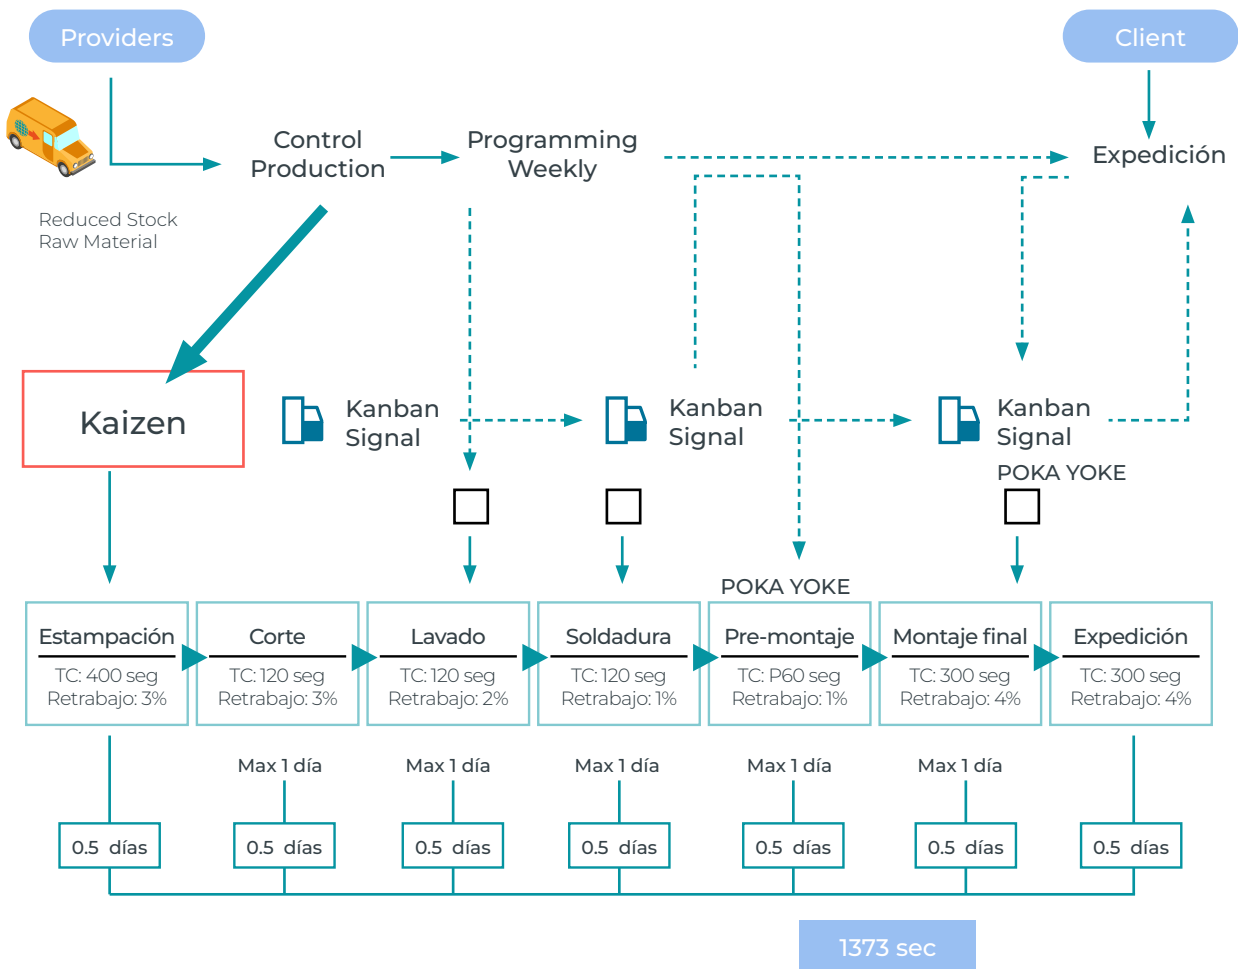 Providers
Client
Control
Production
Programming
Weekly
Expedición
Reduced Stock
Raw Material
Kaizen
Kanban
Signal
Kanban
Signal
Kanban
Signal
POKA YOKE
POKA YOKE
Estampación
TC: 400 seg
Retrabajo: 3%
Corte
TC: 120 seg
Retrabajo: 3%
Lavado
TC: 120 seg
Retrabajo: 2%
Soldadura
TC: 120 seg
Retrabajo: 1%
Pre-montaje
TC: P60 seg
Retrabajo: 1%
Montaje final
TC: 300 seg
Retrabajo: 4%
Expedición
TC: 300 seg
Retrabajo: 4%
Max 1 día
Max 1 día
Max 1 día
Max 1 día
Max 1 día
0.5 días
0.5 días
0.5 días
0.5 días
0.5 días
0.5 días
0.5 días
1373 sec